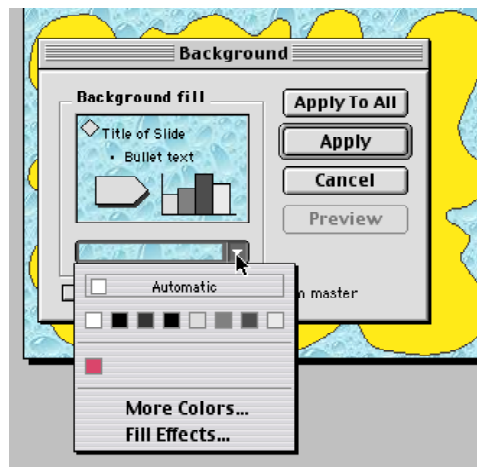 Background
Background fill
Title of Slide
• Bullet text
Apply To All
Apply
Cancel
Preview
Automatic
master
More Colors...
Fill Effects...